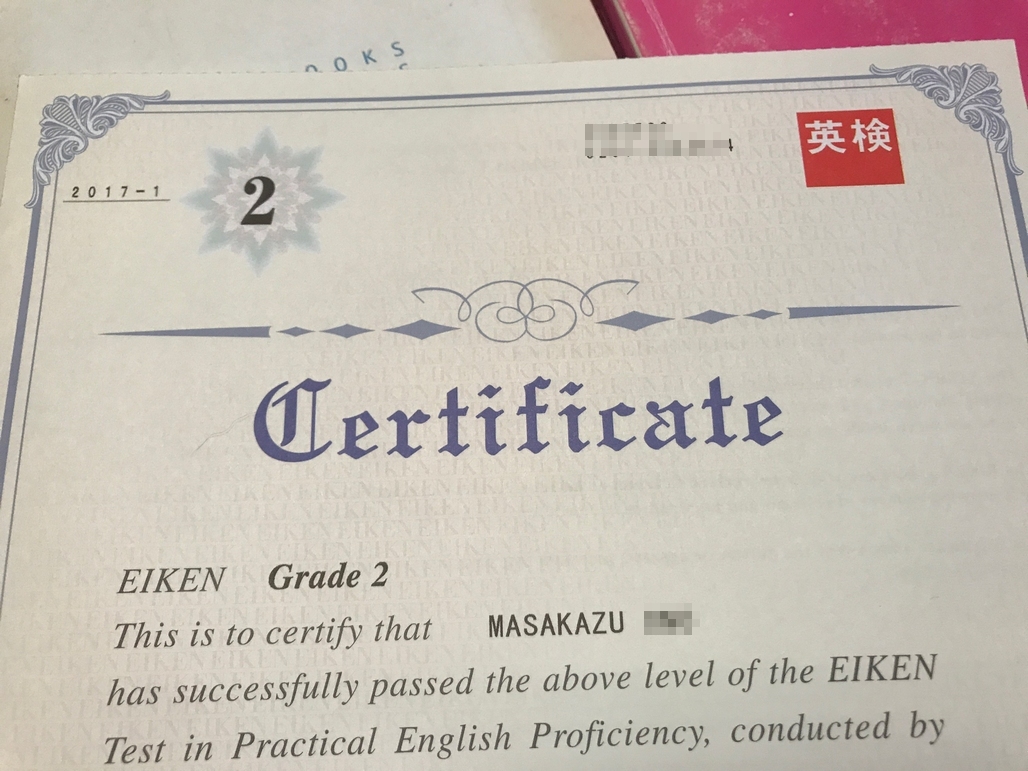 OOKS
2017-1
2
英検
Certificate
EIKEN Grade 2
This is to certify that MASAKAZU
has successfully passed the above level of the EIKEN
Test in Practical English Proficiency, conducted by